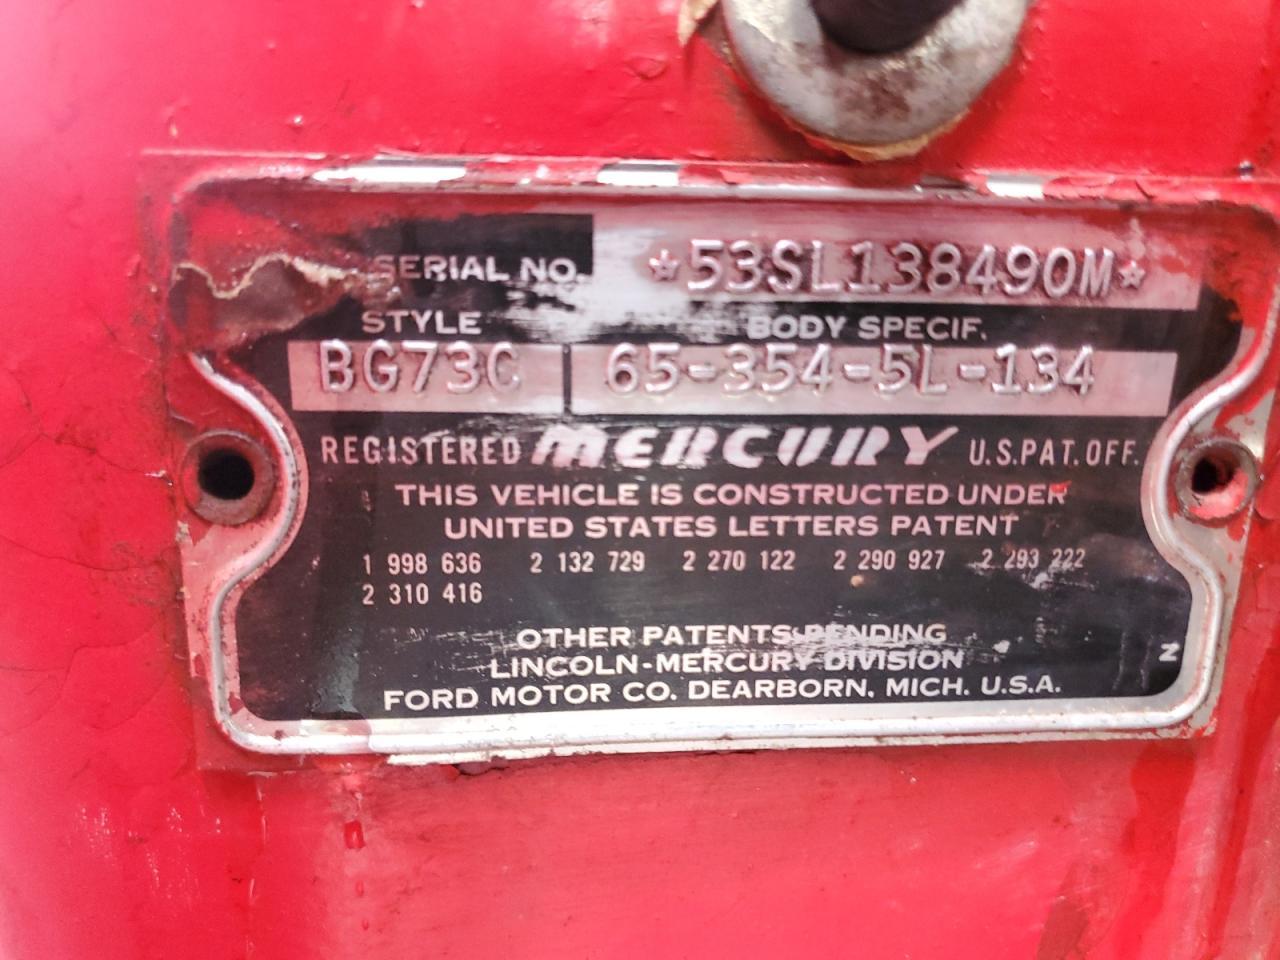 SERIAL NO. ☆53SL138490M☆
STYLE BODY SPECIF.
BG73C 65-354-5L-134
REGISTERED MERCURY U.S.PAT.OFF.
THIS VEHICLE IS CONSTRUCTED UNDER
UNITED STATES LETTERS PATENT
1 998 636 2 132 729 2 270 122 2 290 927 2 293 222
2 310 416
OTHER PATENTS PENDING
LINCOLN-MERCURY DIVISION
Z
FORD MOTOR CO. DEARBORN, MICH. U.S.A.